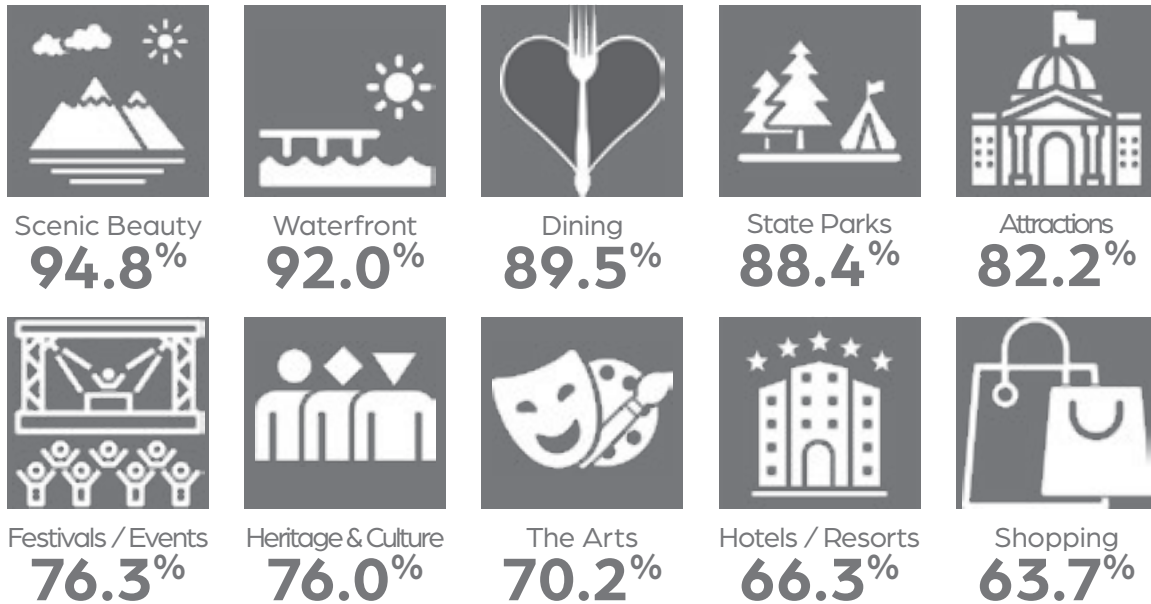 Scenic Beauty
94.8%
Waterfront
92.0%
Dining
89.5%
State Parks
88.4%
Attractions
82.2%
Festivals / Events
76.3%
Heritage & Culture
76.0%
The Arts
70.2%
Hotels / Resorts
66.3%
Shopping
63.7%